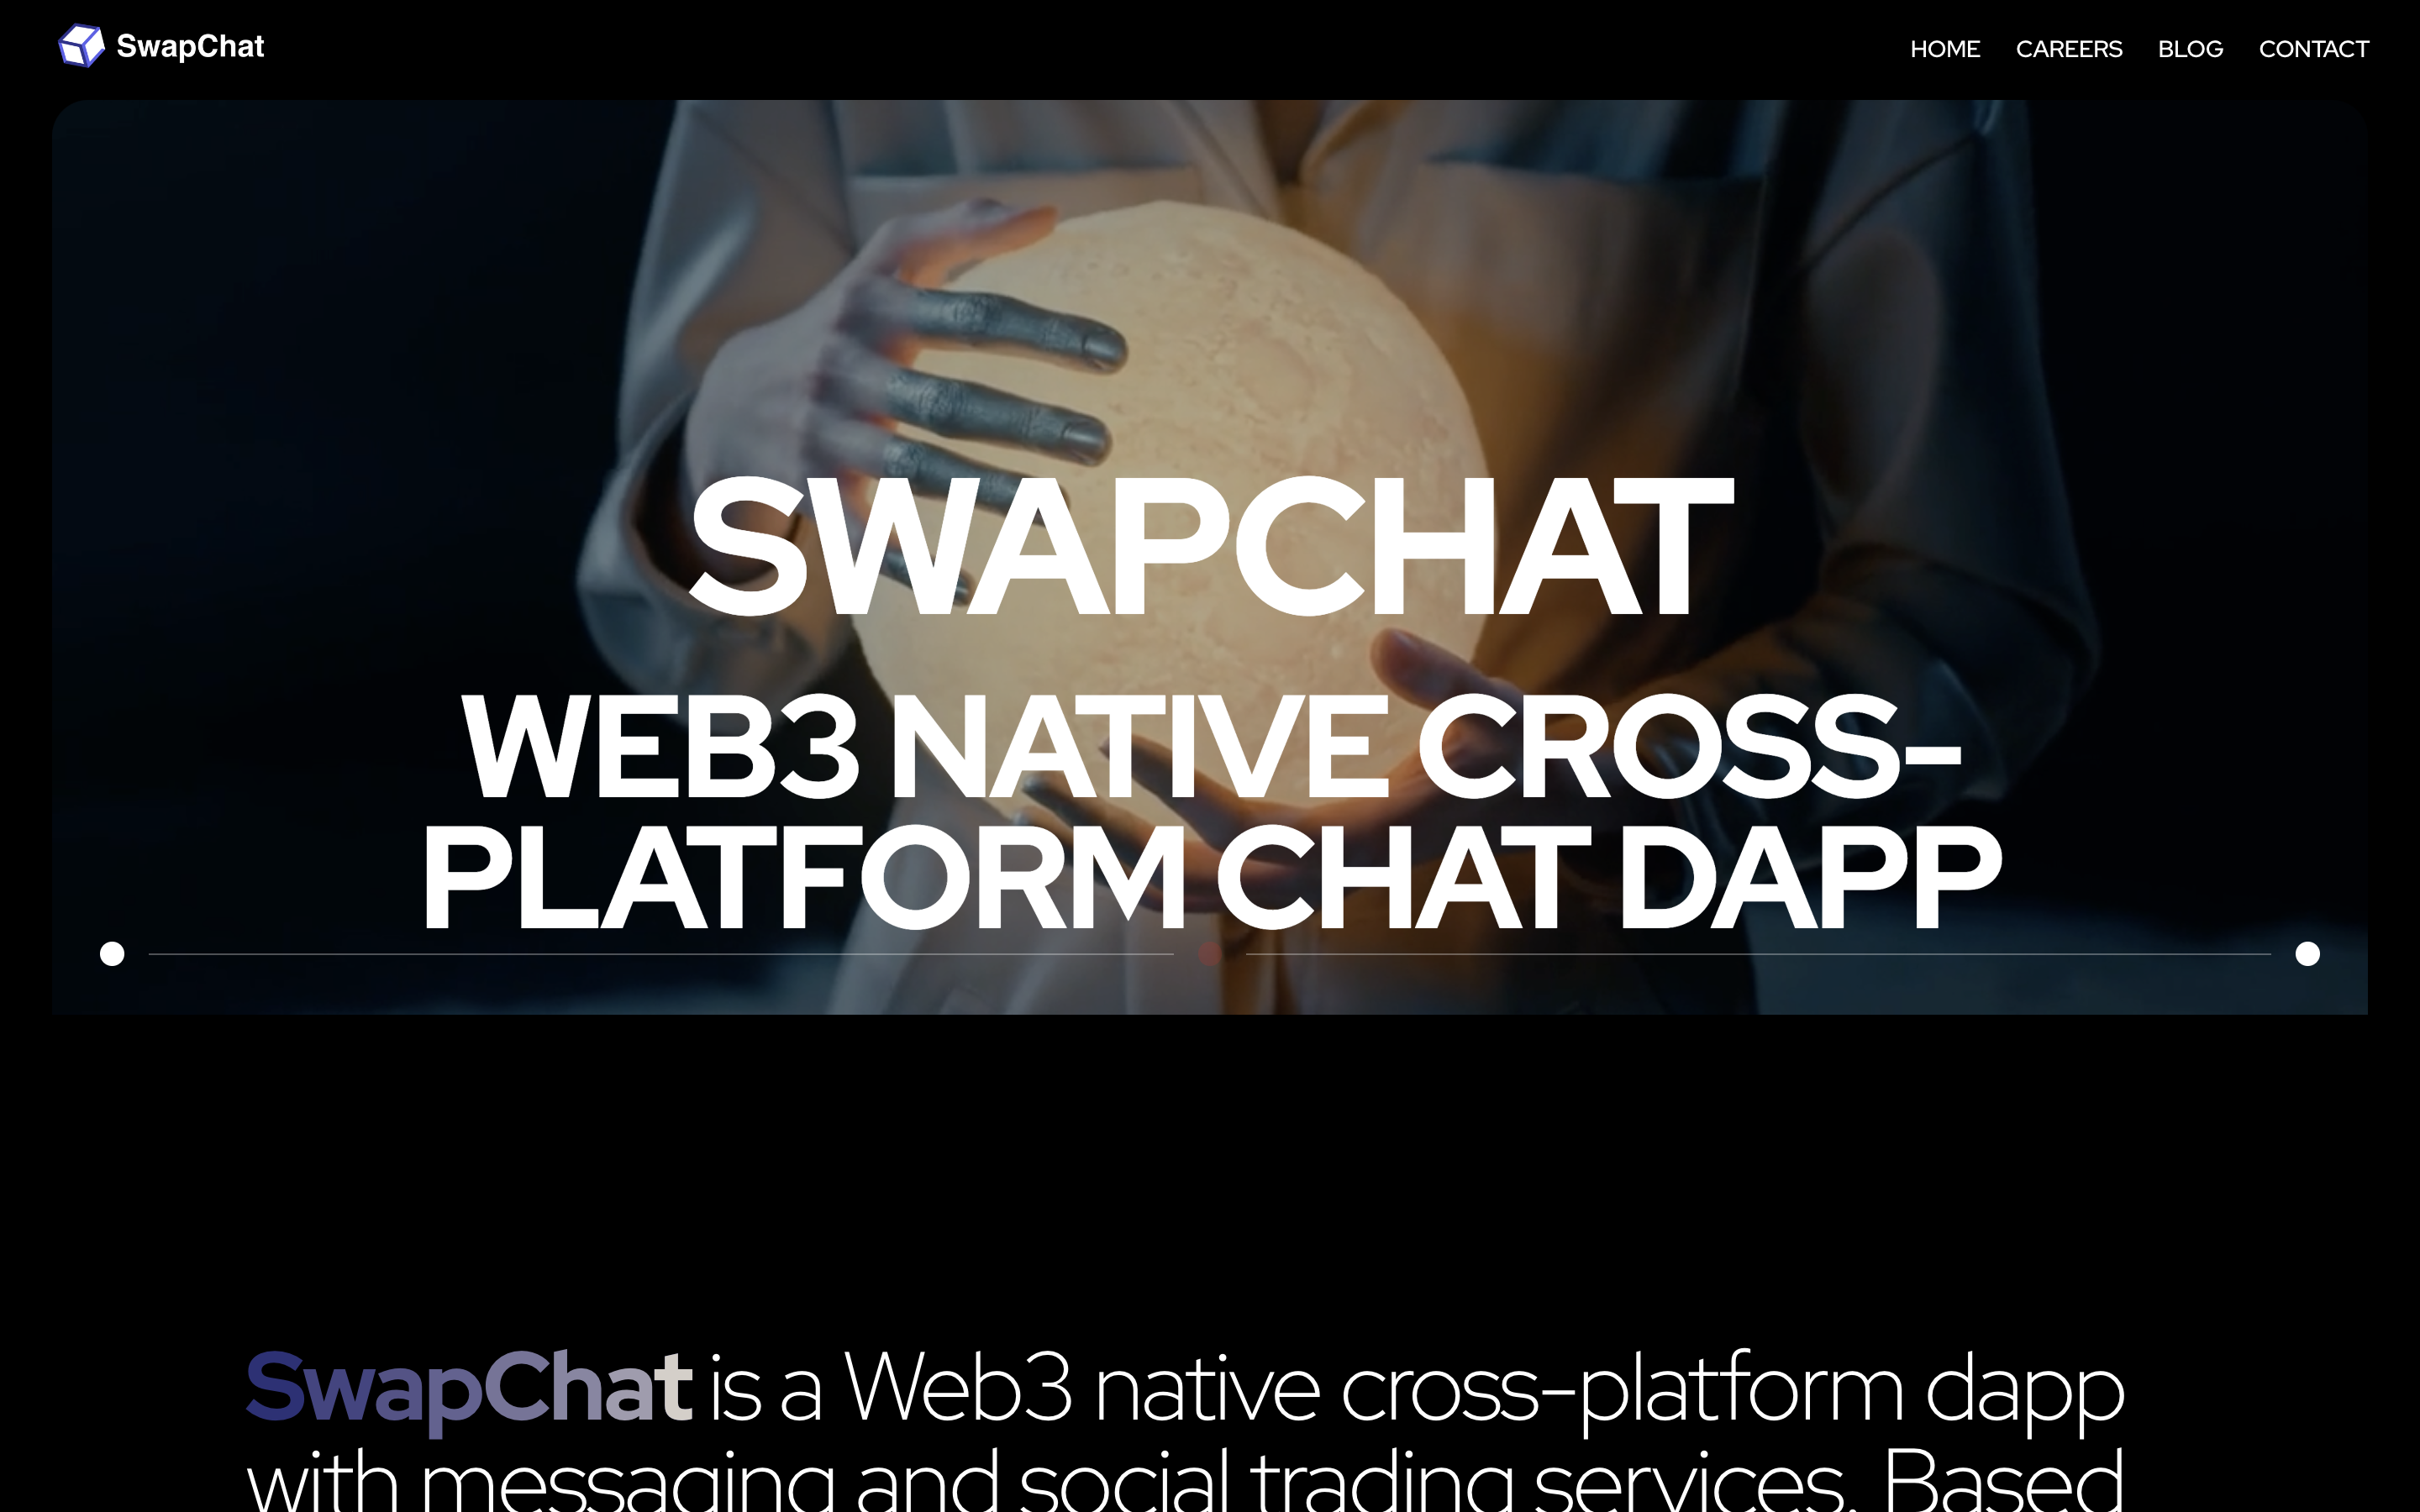 SwapChat
HOME CAREERS BLOG CONTACT
SWAPCHAT
WEB3 NATIVE CROSS-
PLATFORM CHAT DAPP
SwapChat is a Web3 native cross-platform dapp
with messaging and social trading services. Based